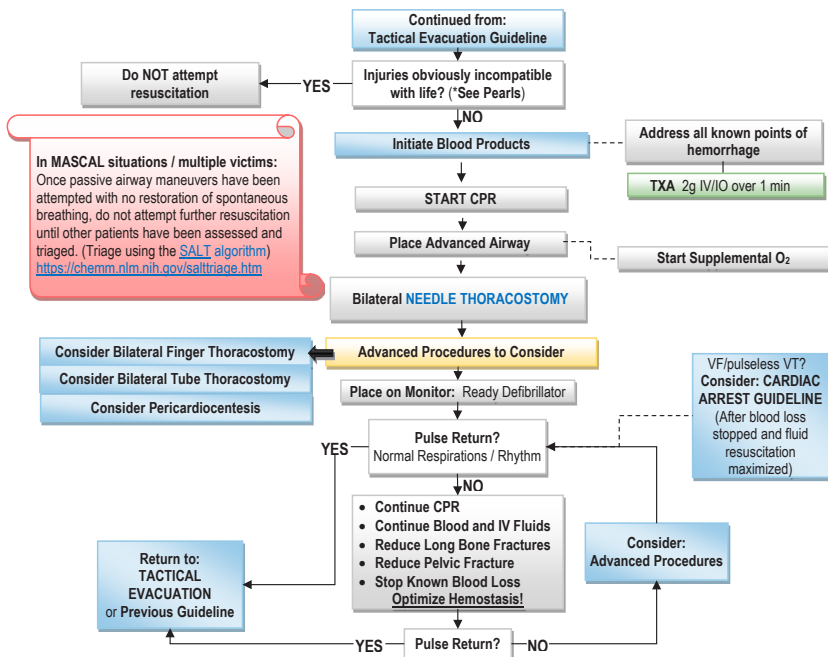 Continued from:
Tactical Evacuation Guideline
Do NOT attempt
resuscitation
YES
Injuries obviously incompatible
with life? (*See Pearls)
NO
Initiate Blood Products
Address all known points of
hemorrhage
TXA 2g IV/IO over 1 min
In MASCAL situations / multiple victims:
Once passive airway maneuvers have been
attempted with no restoration of spontaneous
breathing, do not attempt further resuscitation
until other patients have been assessed and
triaged. (Triage using the SALT algorithm)
https://chemm.nlm.nih.gov/salttriage.htm
START CPR
Place Advanced Airway
Start Supplemental O₂
Bilateral NEEDLE THORACOSTOMY
Advanced Procedures to Consider
Consider Bilateral Finger Thoracostomy
Consider Bilateral Tube Thoracostomy
Consider Pericardiocentesis
Place on Monitor: Ready Defibrillator
VF/pulseless VT?
Consider: CARDIAC
ARREST GUIDELINE
(After blood loss
stopped and fluid
resuscitation
maximized)
YES
Pulse Return?
Normal Respirations / Rhythm
NO
• Continue CPR
• Continue Blood and IV Fluids
• Reduce Long Bone Fractures
• Reduce Pelvic Fracture
• Stop Known Blood Loss
Optimize Hemostasis!
Return to:
TACTICAL
EVACUATION
or Previous Guideline
Consider:
Advanced Procedures
YES
Pulse Return?
NO